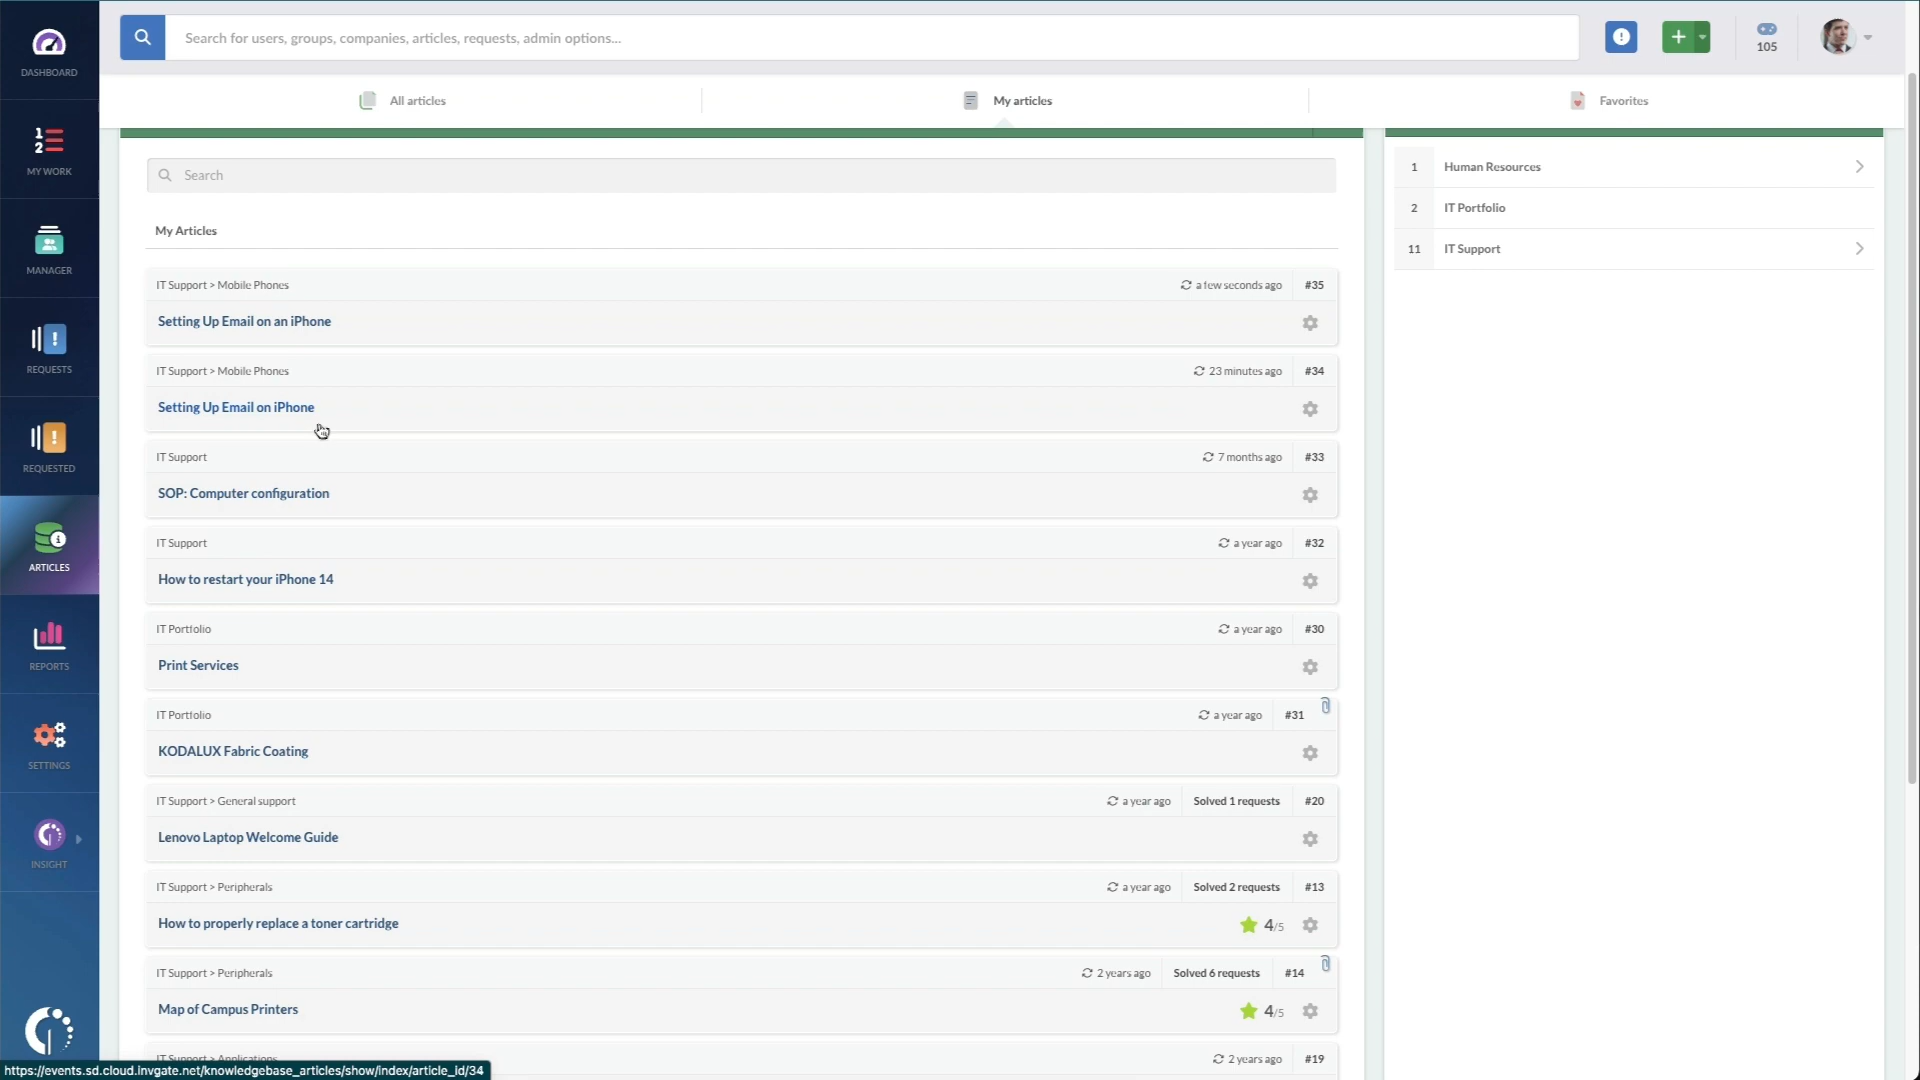 DASHBOARD
MY WORK
MANAGER
REQUESTS
REQUESTED
ARTICLES
REPORTS
SETTINGS
INSIGHT
Search for users, groups, companies, articles, requests, admin options...
105
All articles
My articles
Favorites
Search
My Articles
IT Support > Mobile Phones a few seconds ago #35
Setting Up Email on an iPhone
IT Support > Mobile Phones 23 minutes ago #34
Setting Up Email on iPhone
IT Support 7 months ago #33
SOP: Computer configuration
IT Support a year ago #32
How to restart your iPhone 14
IT Portfolio a year ago #30
Print Services
IT Portfolio a year ago #31
KODALUX Fabric Coating
IT Support > General support a year ago Solved 1 requests #20
Lenovo Laptop Welcome Guide
IT Support > Peripherals a year ago Solved 2 requests #13
How to properly replace a toner cartridge 4/5
IT Support > Peripherals 2 years ago Solved 6 requests #14
Map of Campus Printers 4/5
IT Support > Applications 2 years ago #19
1 Human Resources
2 IT Portfolio
11 IT Support
https://events.sd.cloud.invgate.net/knowledgebase_articles/show/index/article_id/34